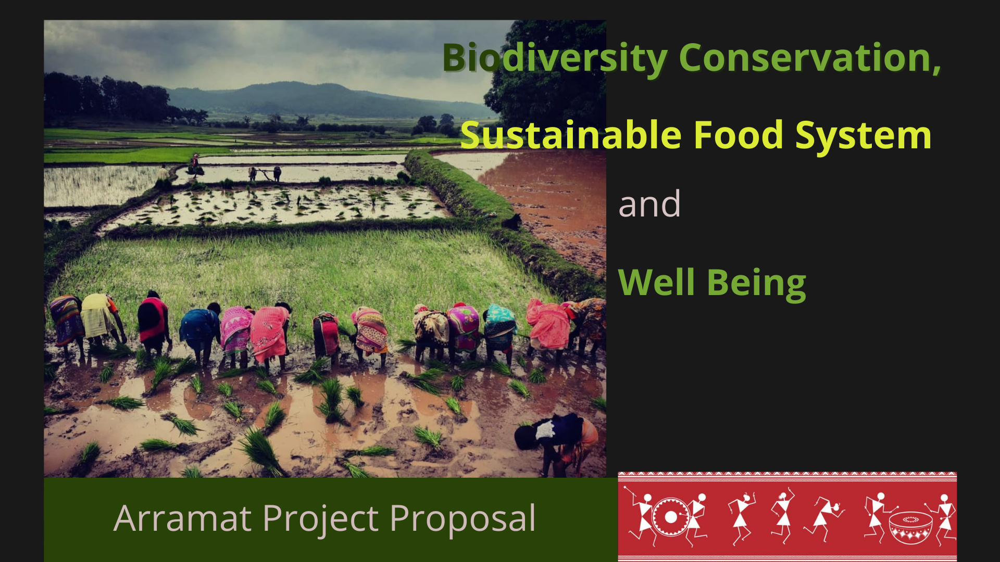 Biodiversity Conservation,
Sustainable Food System
and
Well Being
Arramat Project Proposal